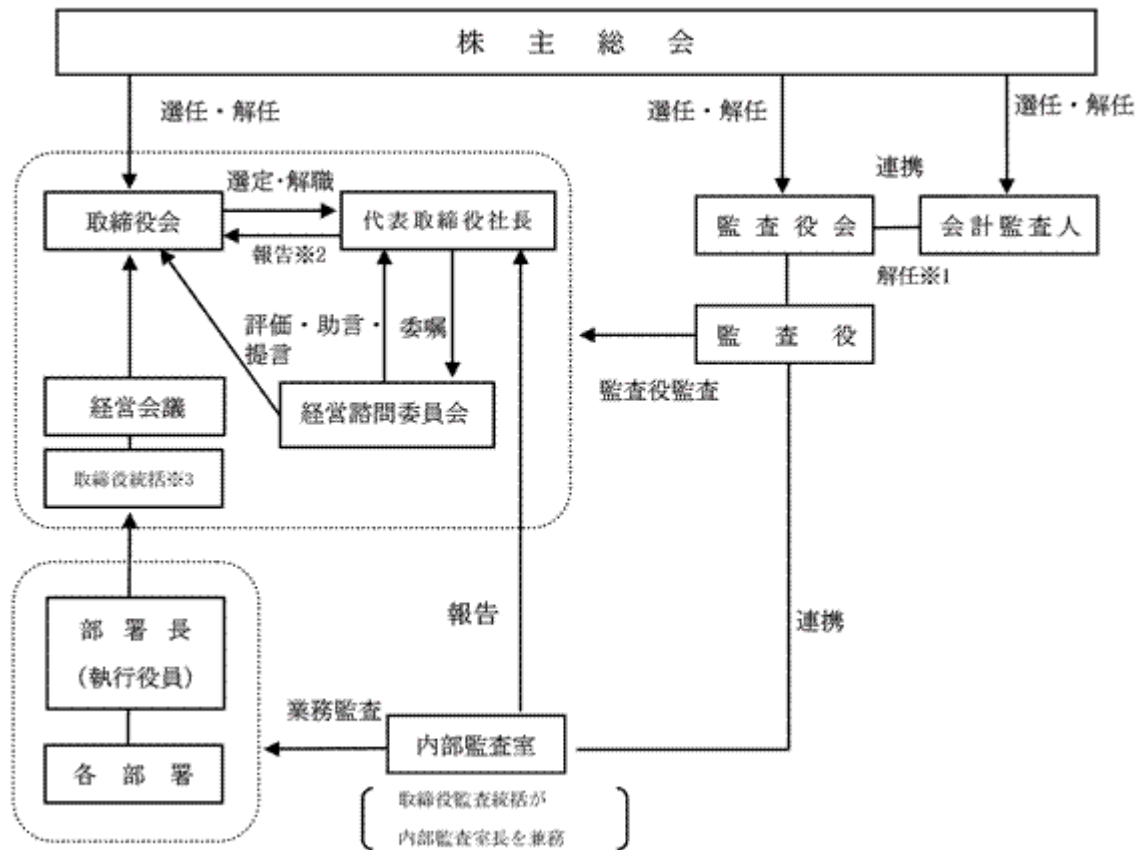 株主総会
選任・解任
選任・解任
選任・解任
選定・解職
連携
取締役会
代表取締役社長
監査役会
会計監査人
報告※2
解任※1
評価・助言・
提言
委嘱
監査役
監査役監査
経営会議
経営諮問委員会
取締役統括※3
部署長
(執行役員)
報告
連携
業務監査
内部監査室
各部署
取締役監査統括が
内部監査室長を兼務